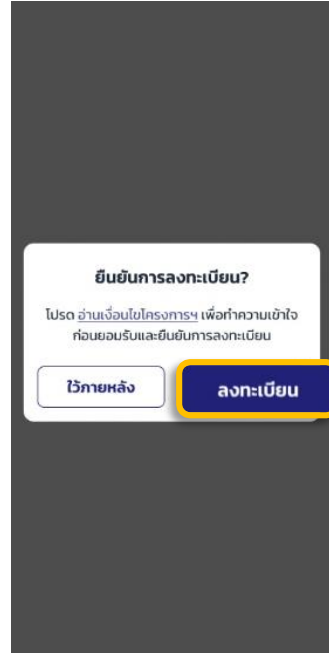 ยืนยันการลงทะเบียน?
โปรด อ่านเงื่อนไขโครงการฯ เพื่อทำความเข้าใจ
ก่อนยอมรับและยืนยันการลงทะเบียน
ไว้ภายหลัง ลงทะเบียน